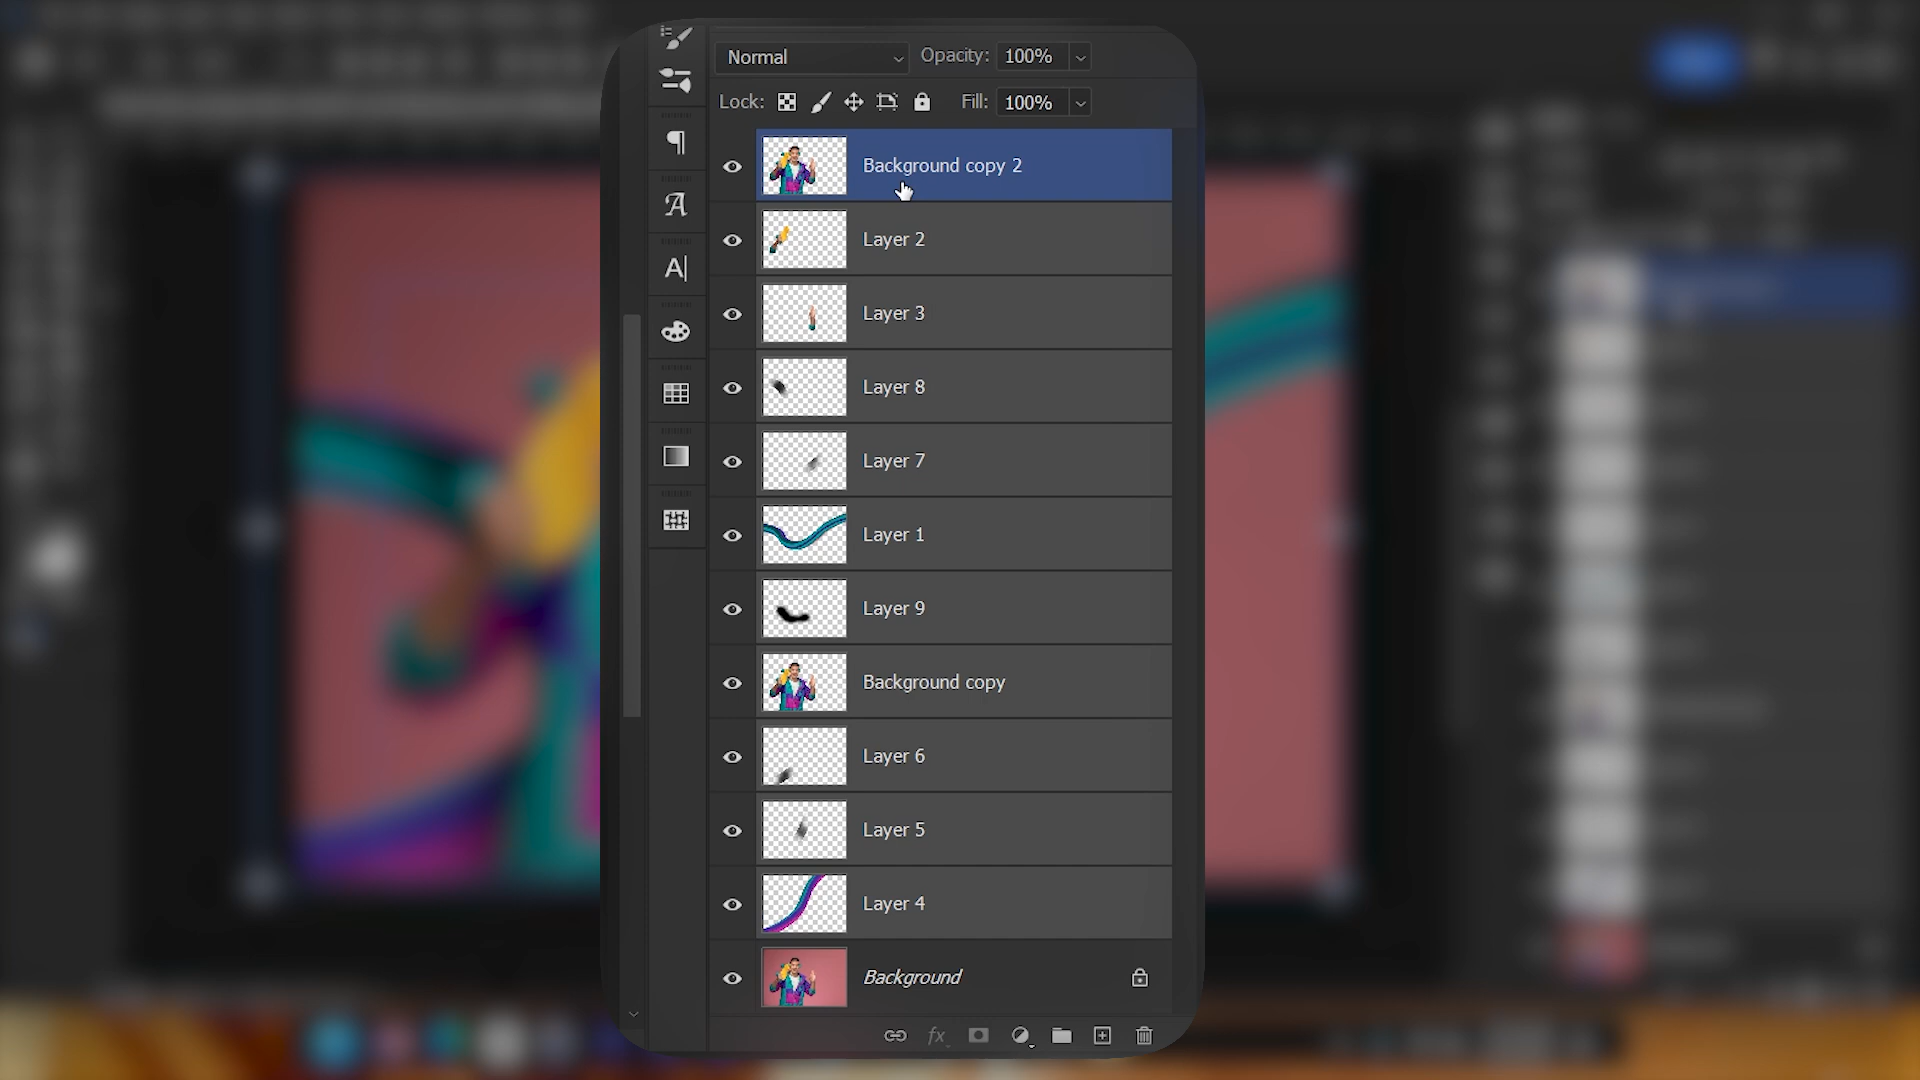 Normal Opacity: 100%
Lock: Fill: 100%
Background copy 2
Layer 2
Layer 3
Layer 8
Layer 7
Layer 1
Layer 9
Background copy
Layer 6
Layer 5
Layer 4
Background
fx